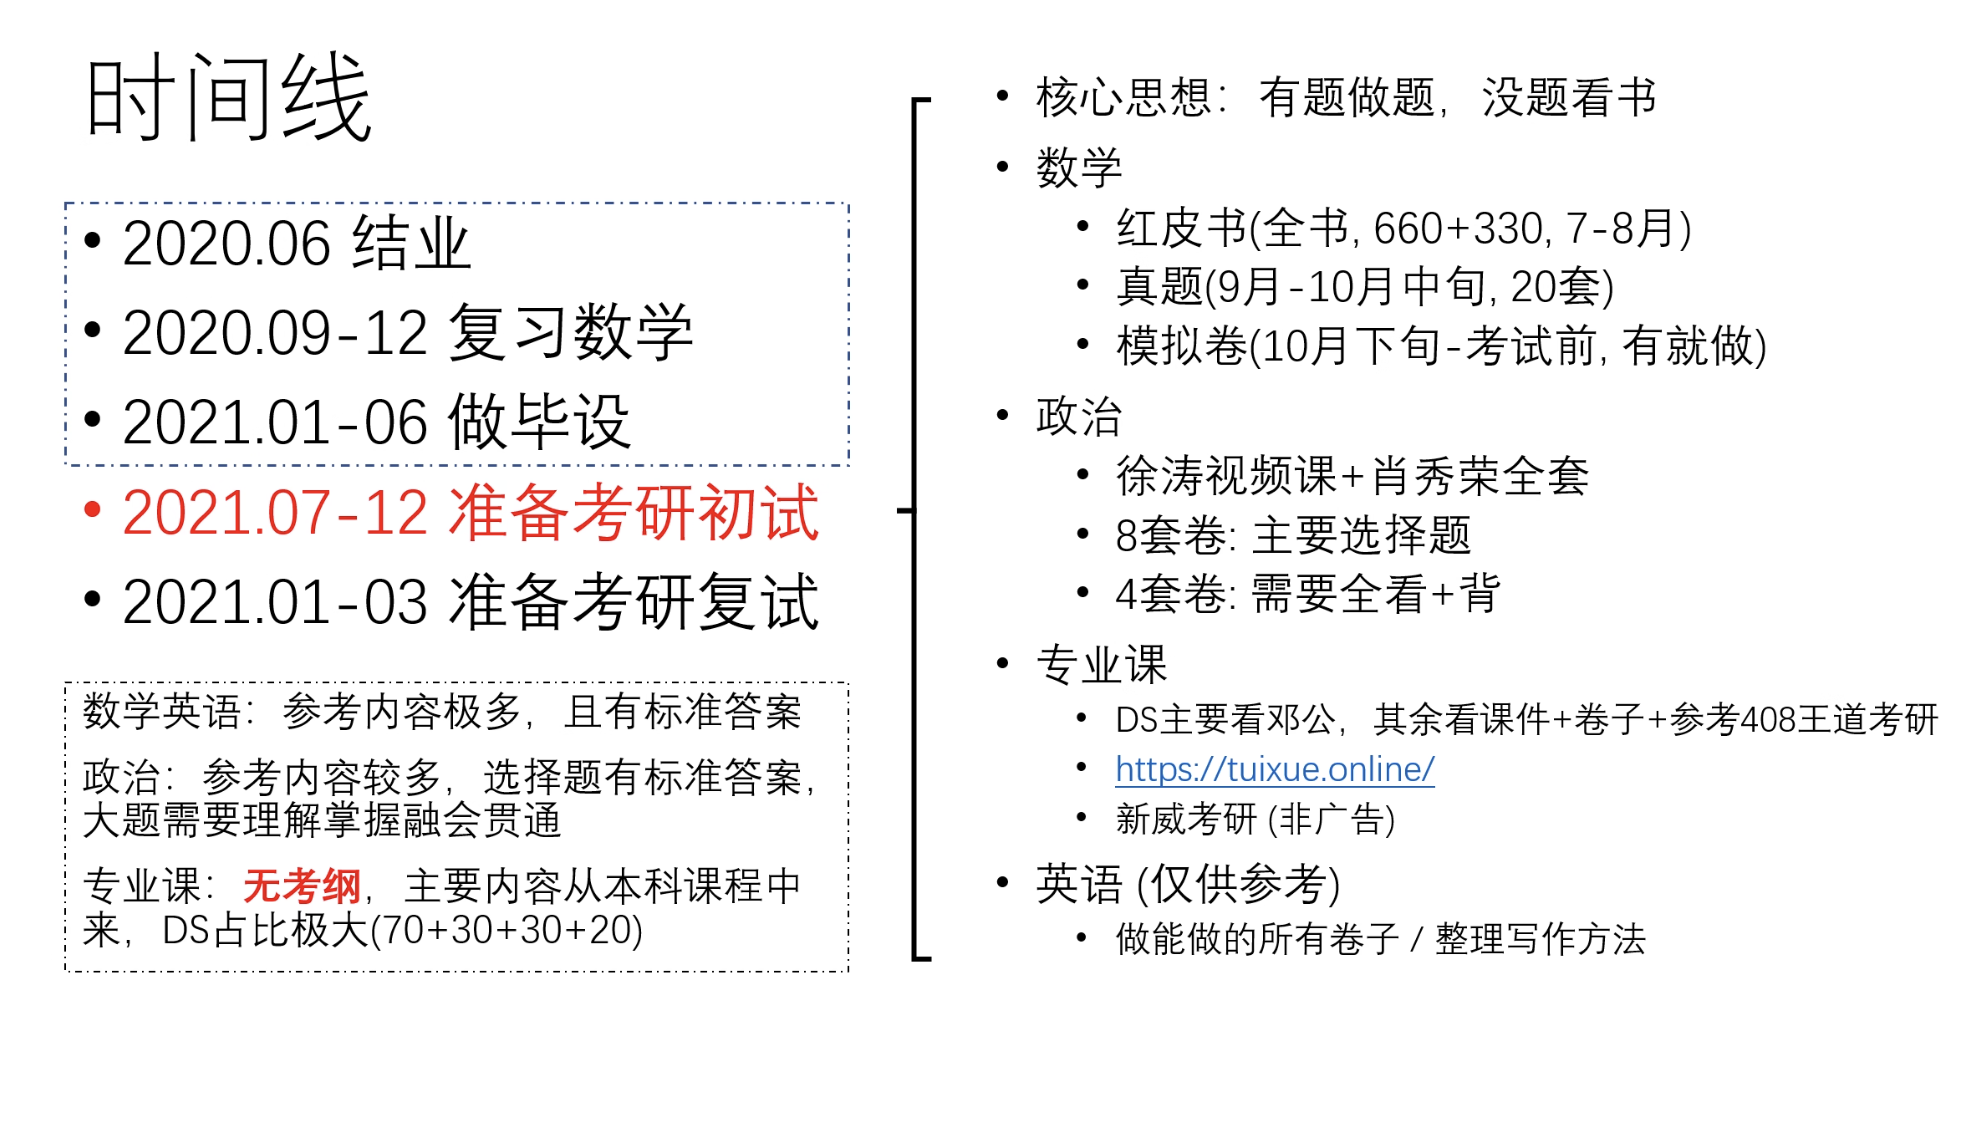 时间线
2020.06 结业
2020.09-12 复习数学
2021.01-06 做毕设
2021.07-12 准备考研初试
2021.01-03 准备考研复试
数学英语：参考内容极多，且有标准答案
政治：参考内容较多，选择题有标准答案，
大题需要理解掌握融会贯通
专业课：无考纲，主要内容从本科课程中
来，DS占比极大(70+30+30+20)
核心思想：有题做题，没题看书
数学
红皮书(全书, 660+330, 7-8月)
真题(9月-10月中旬, 20套)
模拟卷(10月下旬-考试前, 有就做)
政治
徐涛视频课+肖秀荣全套
8套卷: 主要选择题
4套卷: 需要全看+背
专业课
DS主要看邓公，其余看课件+卷子+参考408王道考研
https://tuixue.online/
新威考研 (非广告)
英语 (仅供参考)
做能做的所有卷子 / 整理写作方法